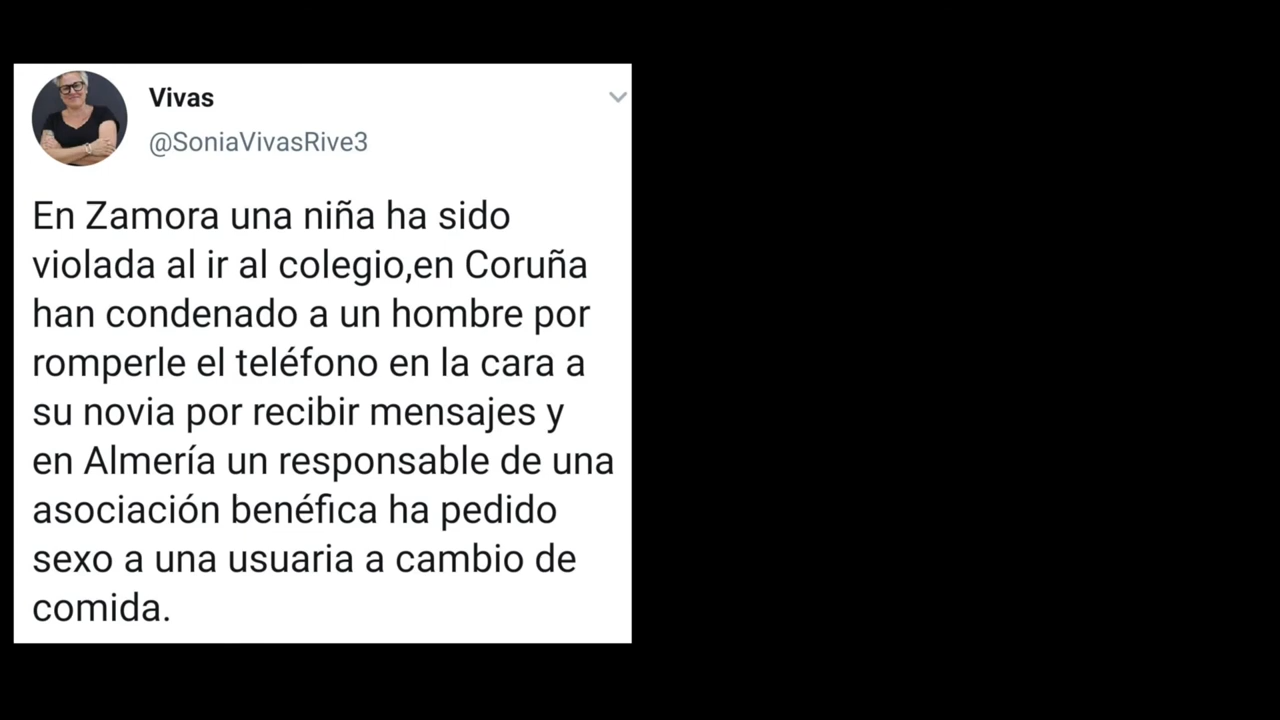 Vivas
@SoniaVivasRive3
En Zamora una niña ha sido
violada al ir al colegio,en Coruña
han condenado a un hombre por
romperle el teléfono en la cara a
su novia por recibir mensajes y
en Almería un responsable de una
asociación benéfica ha pedido
sexo a una usuaria a cambio de
comida.